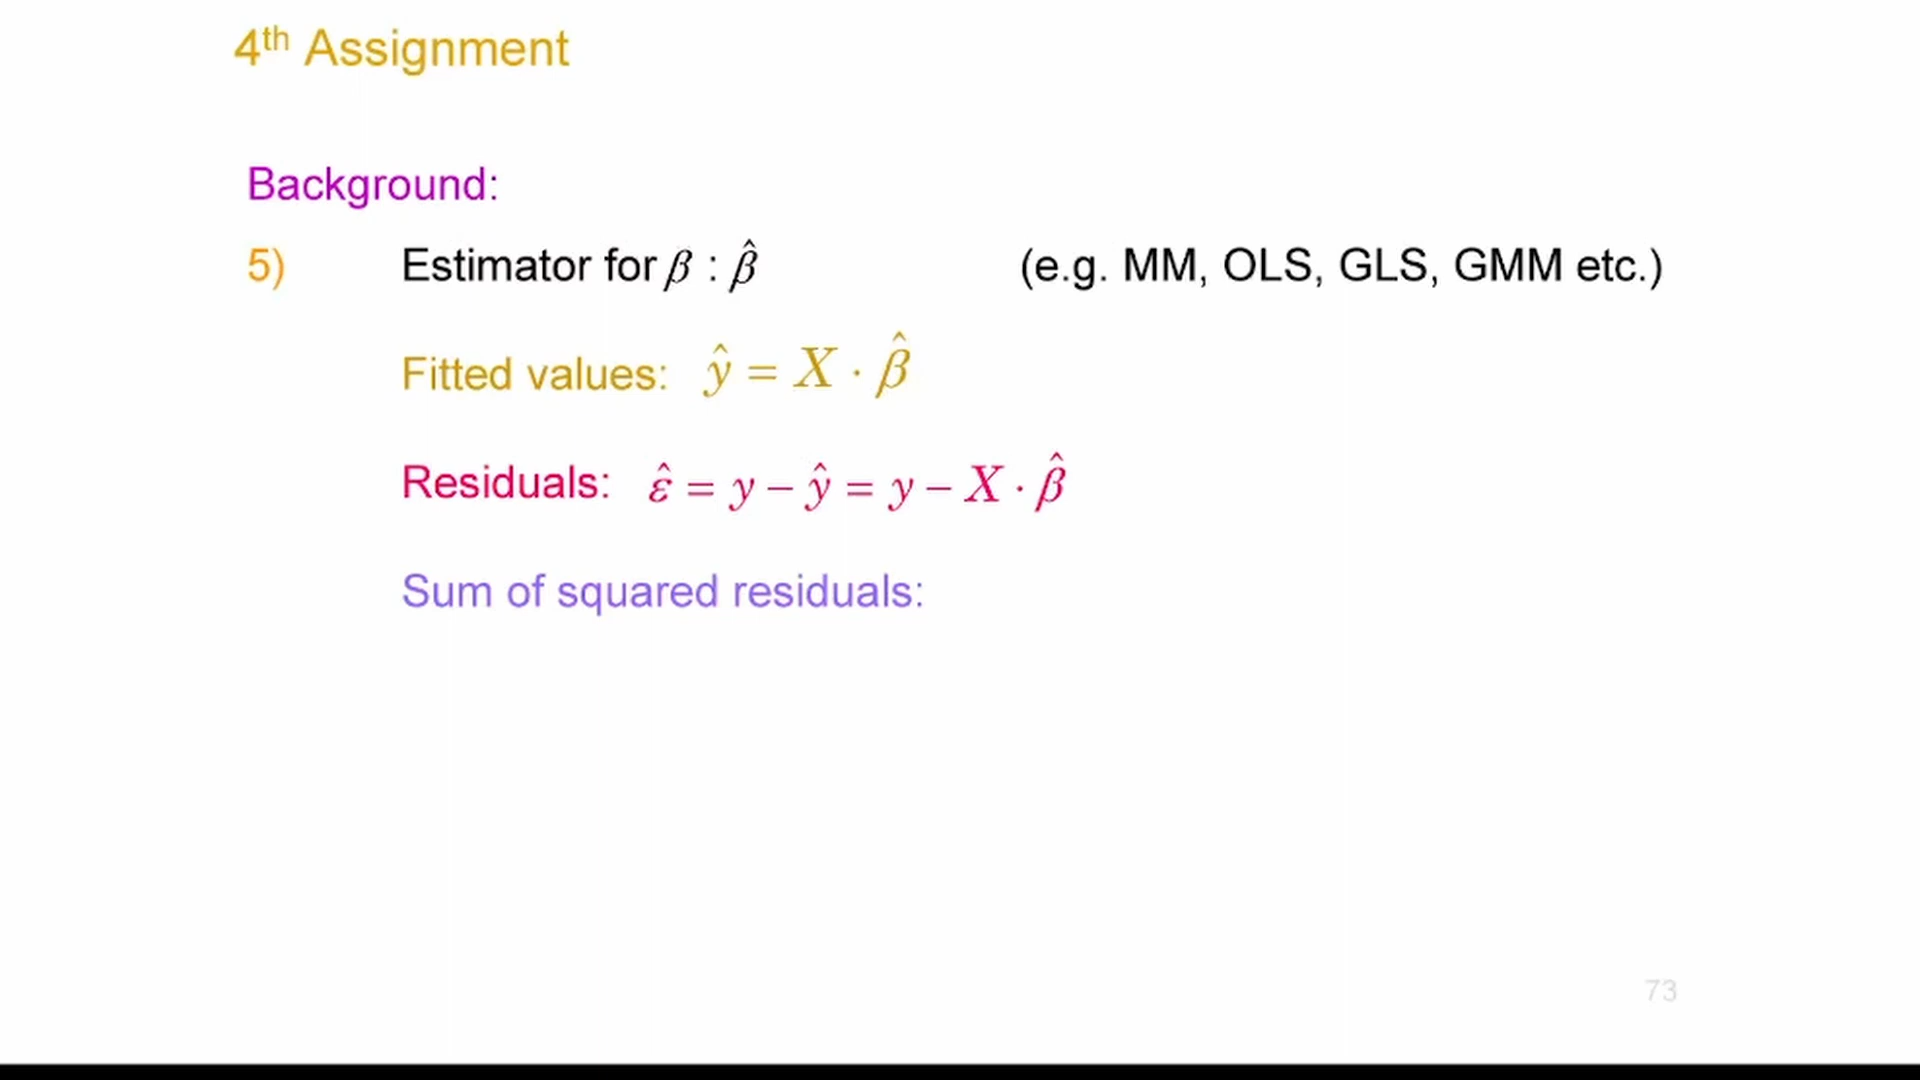 4th Assignment
Background:
5) Estimator for β : β̂ (e.g. MM, OLS, GLS, GMM etc.)
Fitted values: ŷ = X · β̂
Residuals: ε̂ = y − ŷ = y − X · β̂
Sum of squared residuals:
73